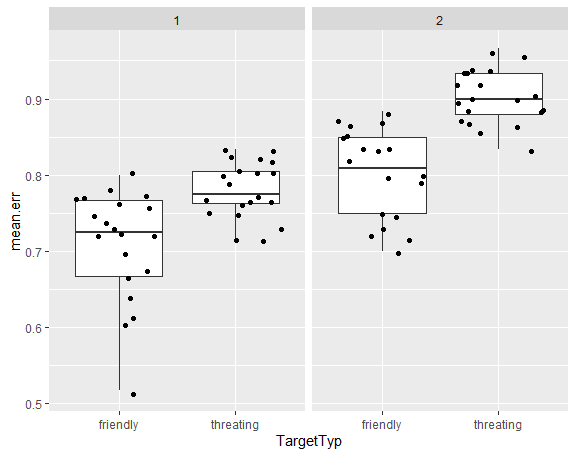 1 2
mean.err
0.9
0.8
0.7
0.6
0.5
friendly threating friendly threating
TargetTyp